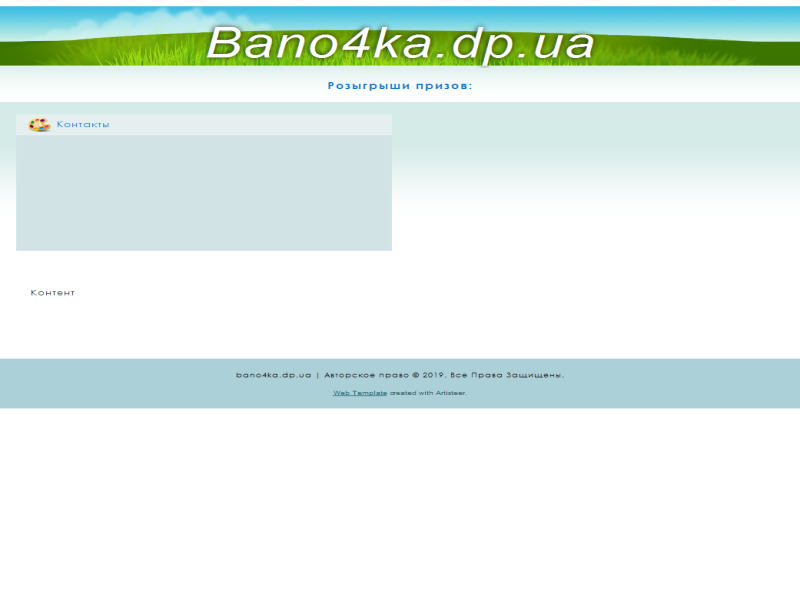 Bano4ka.dp.ua
Розыгрыши призов:
Контакты
Контент
bano4ka.dp.ua | Авторское право © 2019. Все Права Защищены.
Web Template created with Artisteer.